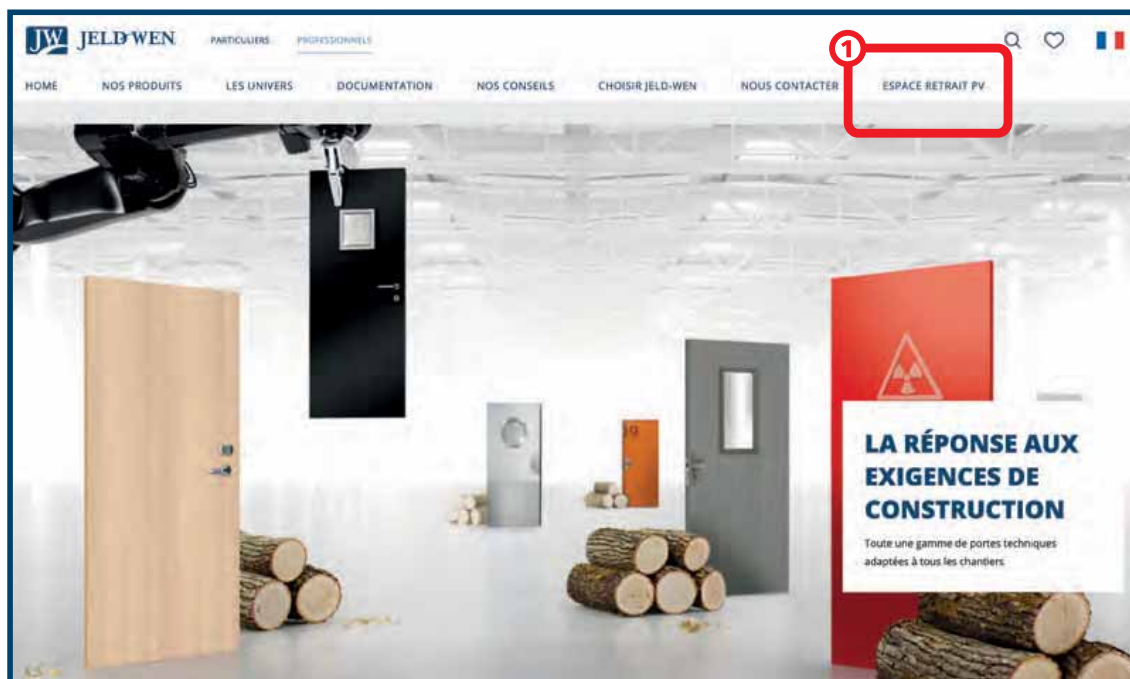 JW JELD-WEN
PARTICULIERS PROFESSIONNELS
1
HOME NOS PRODUITS LES UNIVERS DOCUMENTATION NOS CONSEILS CHOISIR JELD-WEN NOUS CONTACTER ESPACE RETRAIT PV
LA RÉPONSE AUX
EXIGENCES DE
CONSTRUCTION
Toute une gamme de portes techniques
adaptées à tous les chantiers